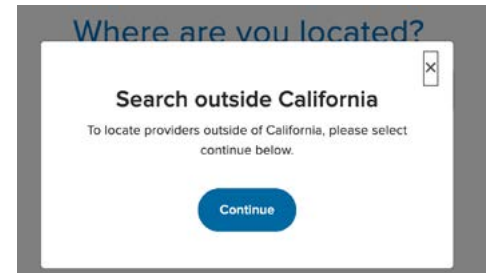 Where are you located?
×
Search outside California
To locate providers outside of California, please select
continue below.
Continue